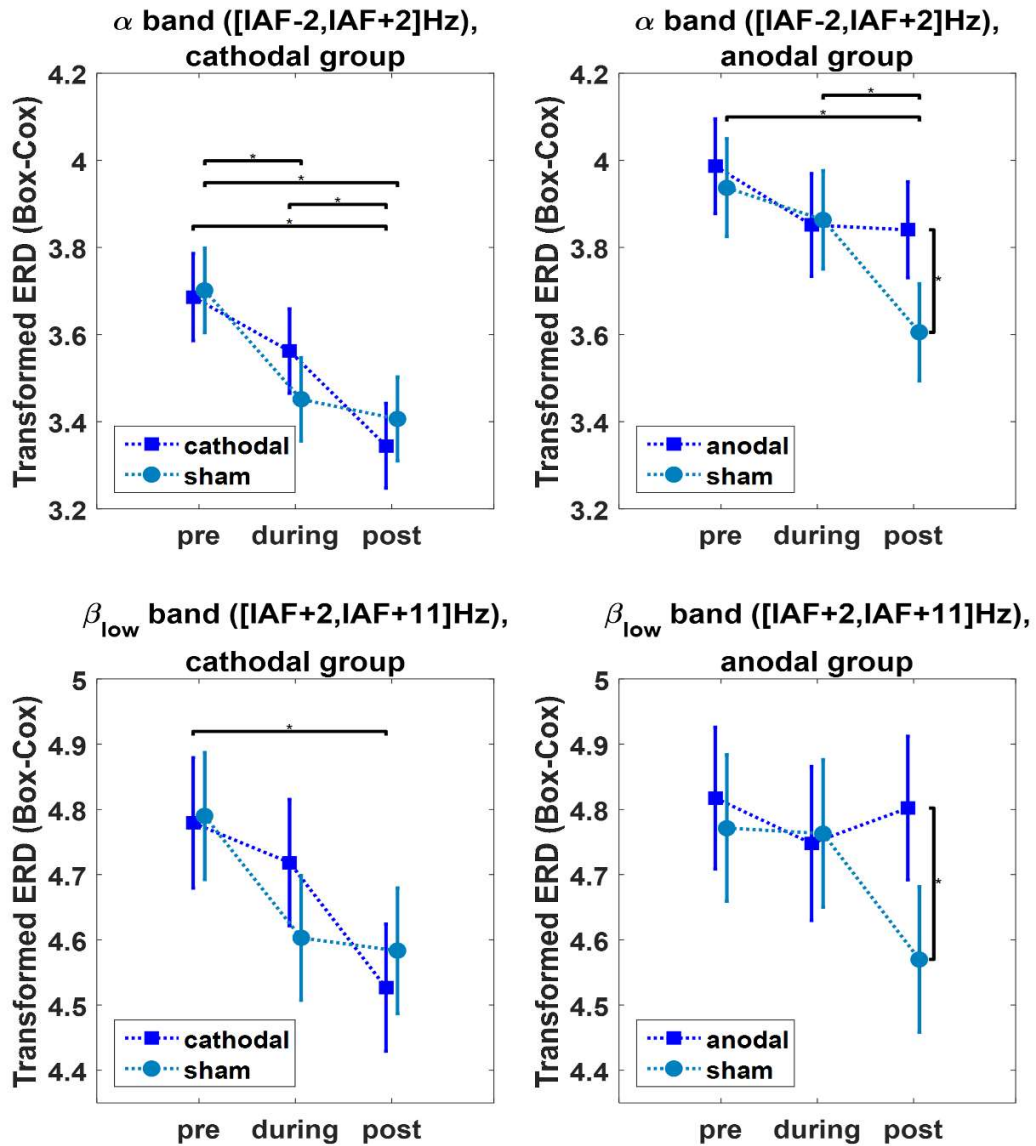 α band ([IAF-2,IAF+2]Hz),
cathodal group
Transformed ERD (Box-Cox)
4.2
4
3.8
3.6
3.4
3.2
*
*
*
*
cathodal
sham
pre during post
α band ([IAF-2,IAF+2]Hz),
anodal group
Transformed ERD (Box-Cox)
4.2
4
3.8
3.6
3.4
3.2
*
*
*
anodal
sham
pre during post
βlow band ([IAF+2,IAF+11]Hz),
cathodal group
Transformed ERD (Box-Cox)
5
4.9
4.8
4.7
4.6
4.5
4.4
*
cathodal
sham
pre during post
βlow band ([IAF+2,IAF+11]Hz),
anodal group
Transformed ERD (Box-Cox)
5
4.9
4.8
4.7
4.6
4.5
4.4
*
anodal
sham
pre during post